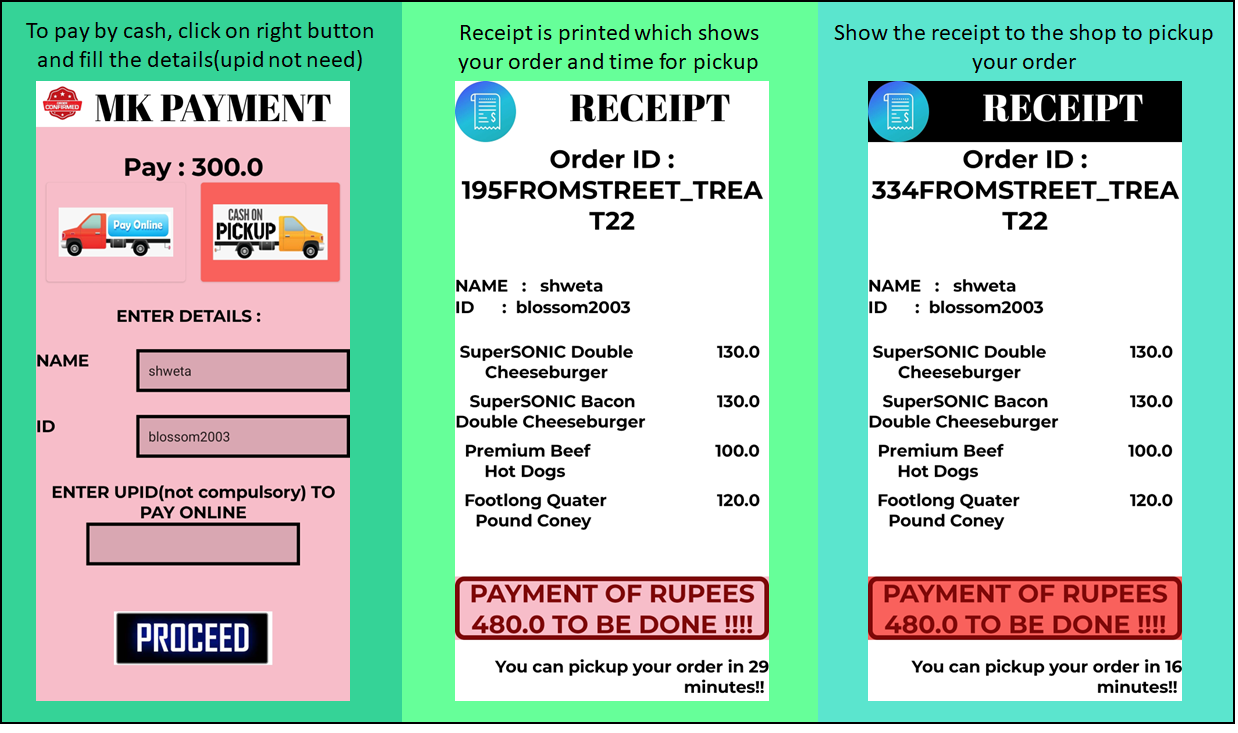 To pay by cash, click on right button
and fill the details(upid not need)
CONFIRMED
MK PAYMENT
Pay : 300.0
Pay Online
CASH ON
PICKUP
ENTER DETAILS :
NAME
shweta
ID
blossom2003
ENTER UPID(not compulsory) TO
PAY ONLINE
PROCEED
Receipt is printed which shows
your order and time for pickup
$
RECEIPT
Order ID :
195FROMSTREET_TREA
T22
NAME : shweta
ID : blossom2003
SuperSONIC Double 130.0
Cheeseburger
SuperSONIC Bacon 130.0
Double Cheeseburger
Premium Beef 100.0
Hot Dogs
Footlong Quater 120.0
Pound Coney
PAYMENT OF RUPEES
480.0 TO BE DONE !!!!
You can pickup your order in 29
minutes!!
Show the receipt to the shop to pickup
your order
$
RECEIPT
Order ID :
334FROMSTREET_TREA
T22
NAME : shweta
ID : blossom2003
SuperSONIC Double 130.0
Cheeseburger
SuperSONIC Bacon 130.0
Double Cheeseburger
Premium Beef 100.0
Hot Dogs
Footlong Quater 120.0
Pound Coney
PAYMENT OF RUPEES
480.0 TO BE DONE !!!!
You can pickup your order in 16
minutes!!